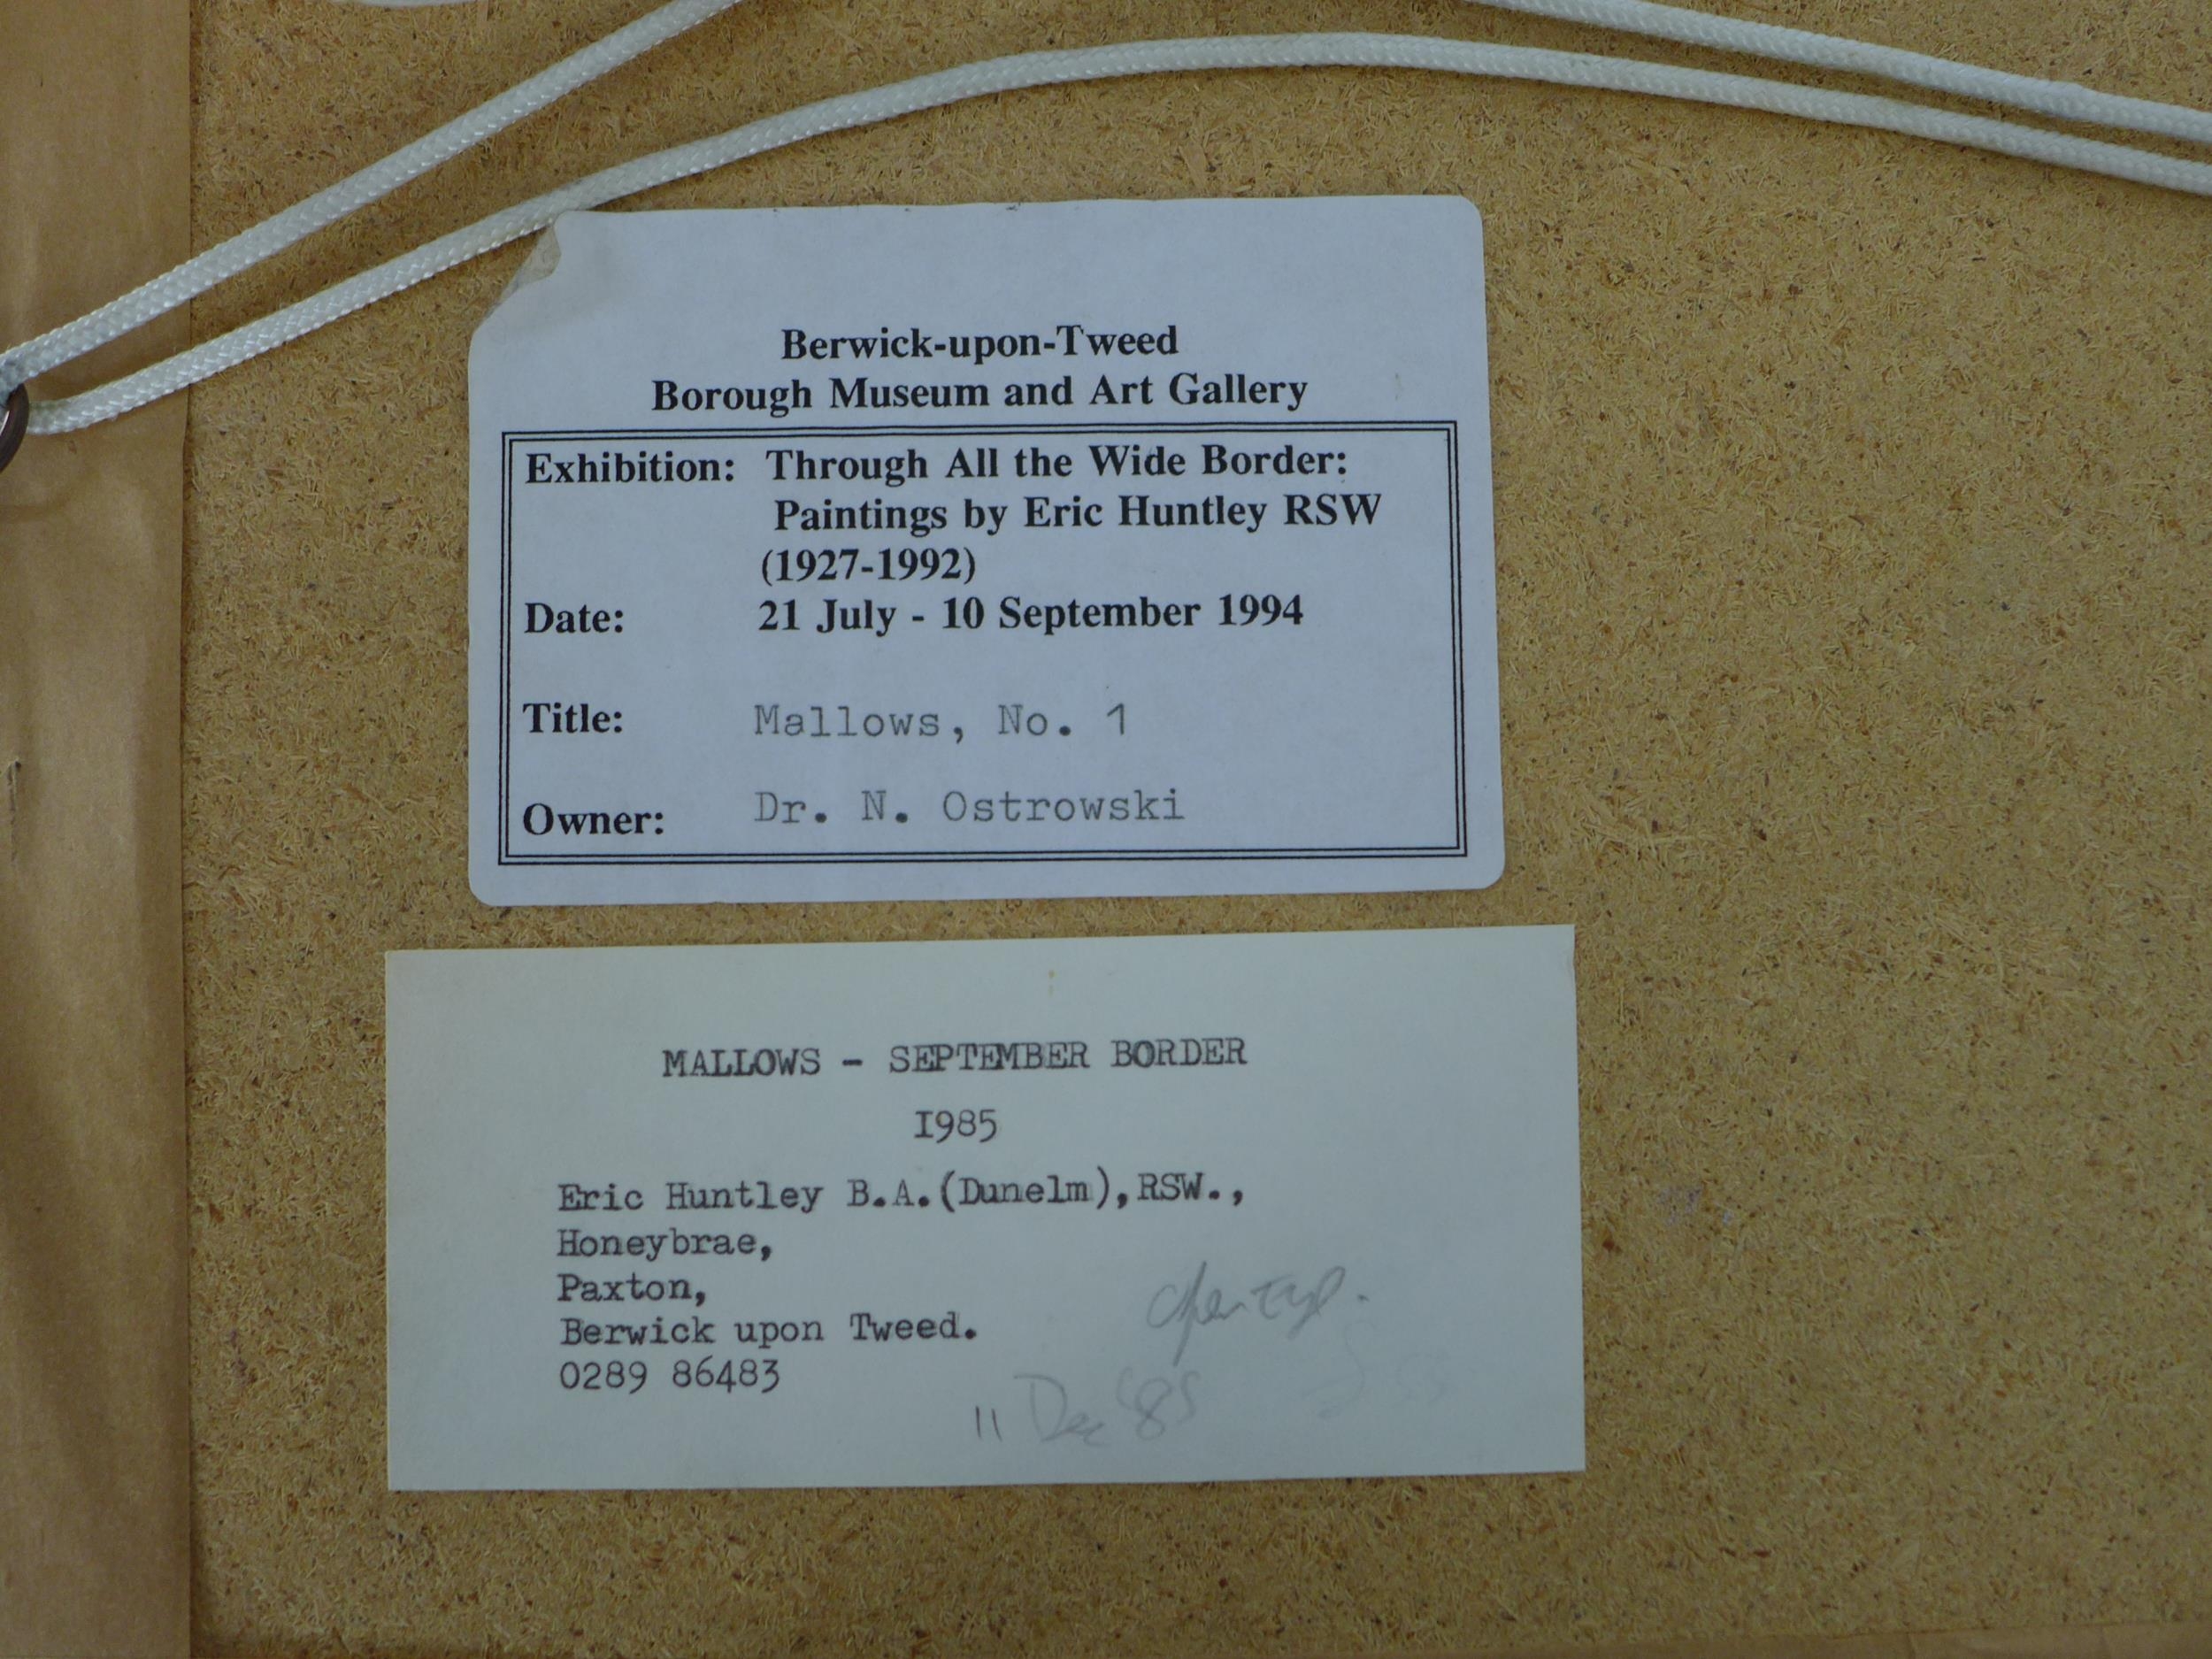 Berwick-upon-Tweed
Borough Museum and Art Gallery
Exhibition: Through All the Wide Border:
Paintings by Eric Huntley RSW
(1927-1992)
Date: 21 July - 10 September 1994
Title: Mallows, No. 1
Owner: Dr. N. Ostrowski
MALLOWS - SEPTEMBER BORDER
I985
Eric Huntley B.A.(Dunelm),RSW.,
Honeybrae,
Paxton,
Berwick upon Tweed.
0289 86483
11 Dec '85